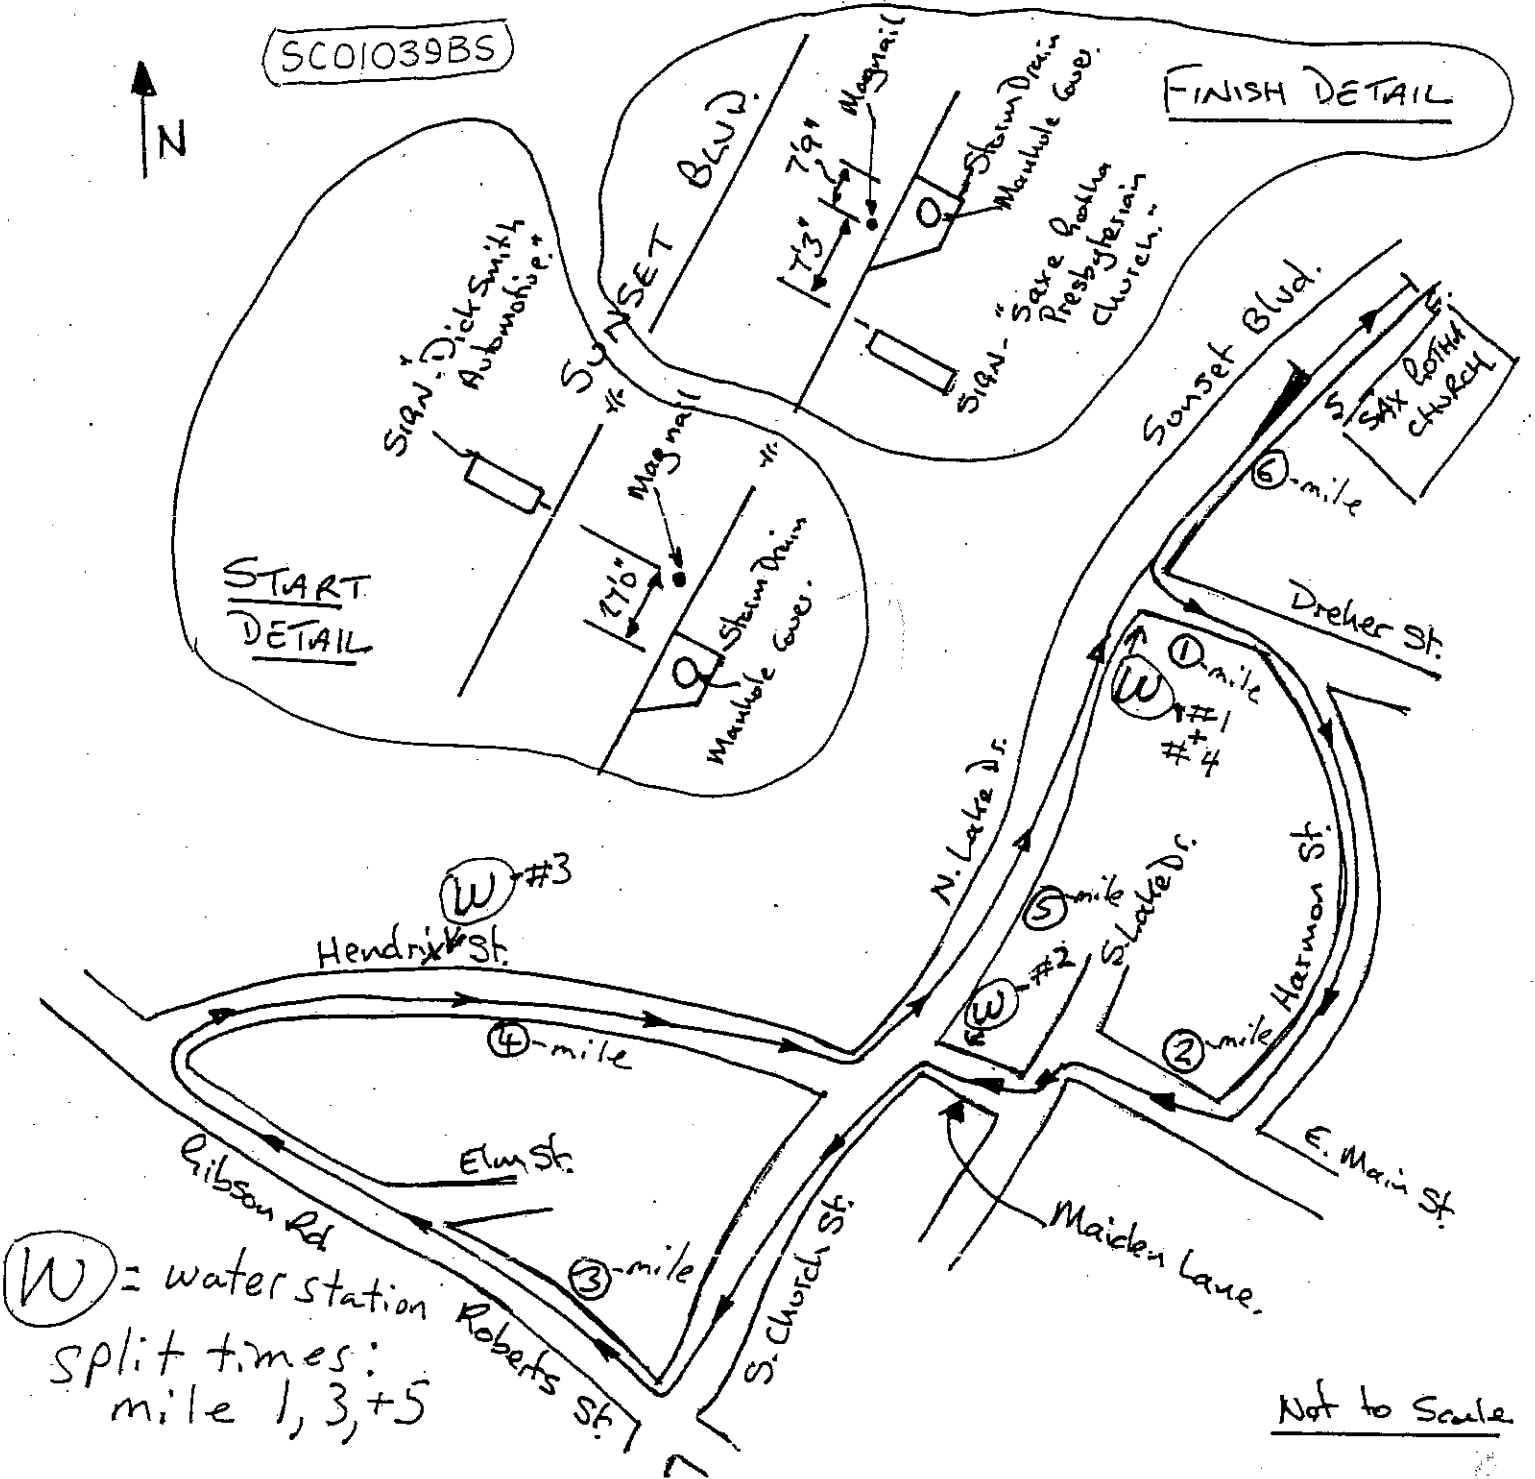 SC01039BS
N
FINISH DETAIL
SUNSET BLVD.
7'9"
Magnail
7'3"
Storm Drain
Manhole Cover.
SIGN - "Saxe Gotha
Presbyterian
Church."
SIGN - "Dick Smith
Automotive."
Magnail
27'0"
Storm Drain
Manhole Cover.
START
DETAIL
Sunset Blvd.
F.
S.
SAX GOTHA
CHURCH
6 -mile
Dreher St.
1 -mile
W #1
+
#4
N. Lake Dr.
Harmon St.
S. Lake Dr.
5 -mile
W - #2
2 -mile
W - #3
Hendrix St.
4 -mile
E. Main St.
Maiden Lane.
Elm St.
Gibson Rd.
3 -mile
S. Church St.
Roberts St.
W = water station
split times:
mile 1, 3, + 5
Not to Scale